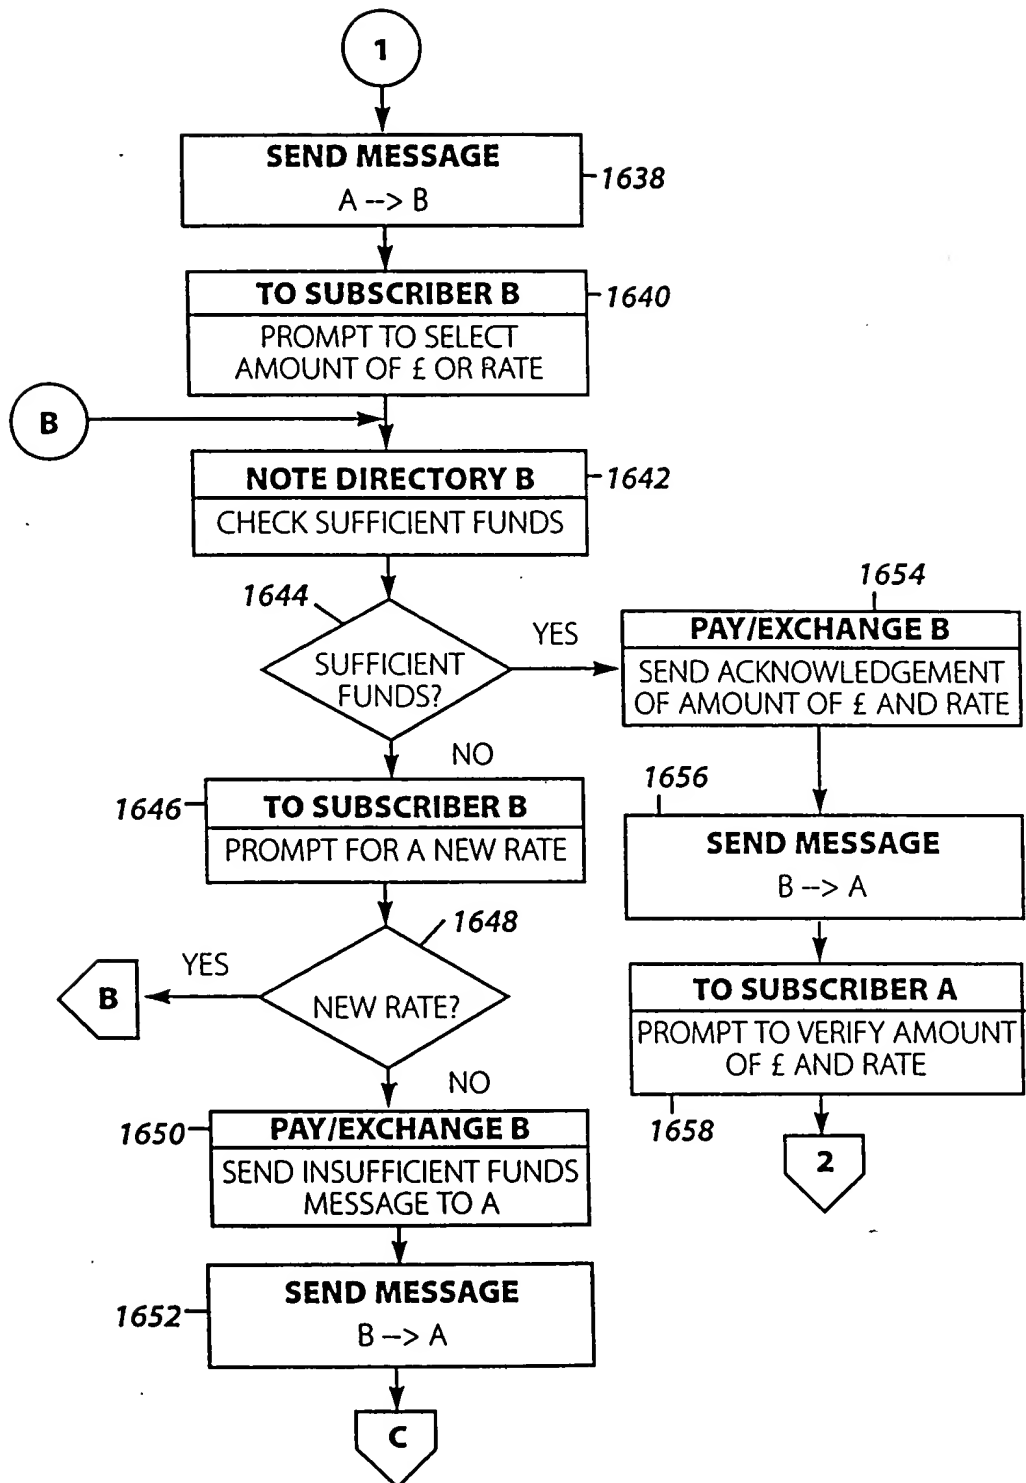 1
SEND MESSAGE
A --> B
1638
TO SUBSCRIBER B
1640
PROMPT TO SELECT
AMOUNT OF £ OR RATE
B
NOTE DIRECTORY B
1642
CHECK SUFFICIENT FUNDS
1644
SUFFICIENT
FUNDS?
YES
NO
1654
PAY/EXCHANGE B
SEND ACKNOWLEDGEMENT
OF AMOUNT OF £ AND RATE
1646
TO SUBSCRIBER B
PROMPT FOR A NEW RATE
1656
SEND MESSAGE
B --> A
1648
NEW RATE?
YES
B
NO
TO SUBSCRIBER A
PROMPT TO VERIFY AMOUNT
OF £ AND RATE
1658
2
1650
PAY/EXCHANGE B
SEND INSUFFICIENT FUNDS
MESSAGE TO A
1652
SEND MESSAGE
B --> A
C